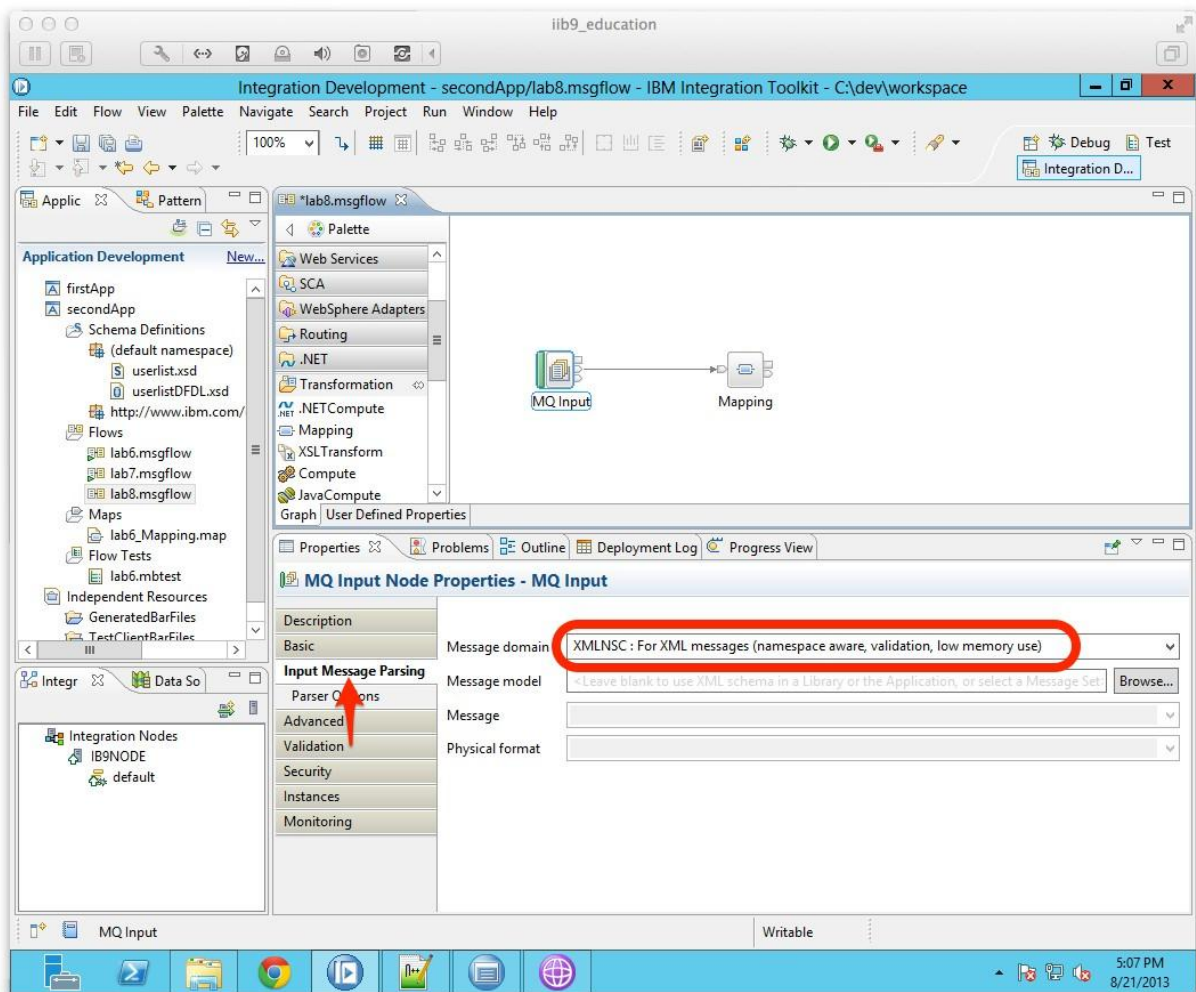 iib9_education
Integration Development - secondApp/lab8.msgflow - IBM Integration Toolkit - C:\dev\workspace
File Edit Flow View Palette Navigate Search Project Run Window Help
100%
Debug Test
Integration D...
Applic Pattern
*lab8.msgflow
Palette
Application Development New...
firstApp
secondApp
Schema Definitions
(default namespace)
userlist.xsd
userlistDFDL.xsd
http://www.ibm.com/
Flows
lab6.msgflow
lab7.msgflow
lab8.msgflow
Maps
lab6_Mapping.map
Flow Tests
lab6.mbtest
Independent Resources
GeneratedBarFiles
TestClientBarFiles
Web Services
SCA
WebSphere Adapters
Routing
.NET
Transformation
.NETCompute
Mapping
XSLTransform
Compute
JavaCompute
Graph User Defined Properties
MQ Input
Mapping
Properties Problems Outline Deployment Log Progress View
MQ Input Node Properties - MQ Input
Description
Basic
Input Message Parsing
Parser
Advanced
Validation
Security
Instances
Monitoring
Message domain XMLNSC : For XML messages (namespace aware, validation, low memory use)
Message model <Leave blank to use XML schema in a Library or the Application, or select a Message Set Browse...
Message
Physical format
Integr Data So
Integration Nodes
IB9NODE
default
MQ Input
Writable
5:07 PM
8/21/2013